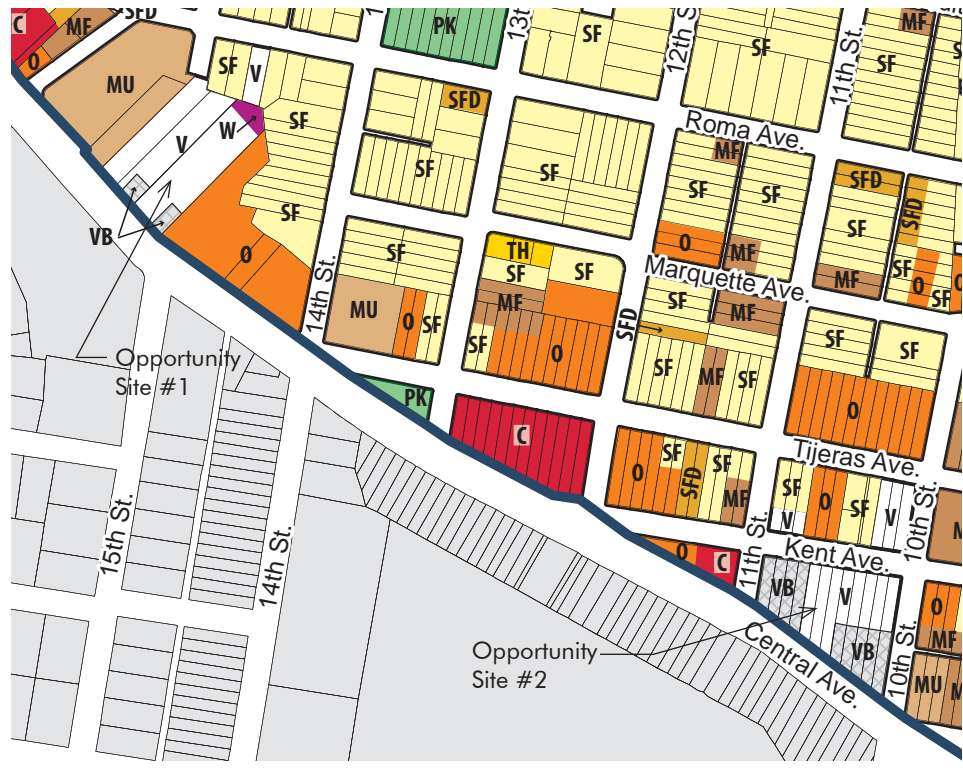 C
MF
SFD
PK
13th
SF
12th S
SF
11th St.
MF
SF
S
O
MU
SF
V
SF
W
V
SFD
SF
SF
Roma Ave.
MF
SF
SF
SFD
SFD
SF
VB
SF
O
14th St.
SF
MU
O
SF
TH
SF
SF
MF
SF
O
SFD
O
MF
Marquette Ave.
SF
MF
SF
MF
SF
MF
SF
O
SF
O
SF
SF
O
Opportunity
Site #1
PK
C
O
SF
SFD
SF
MF
Tijeras Ave.
SF
V
O
SF
V
10th St.
M
15th St.
14th St.
O
C
11th St.
Kent Ave.
VB
V
VB
O
MF
MU
M
10th St.
Central Ave.
Opportunity
Site #2